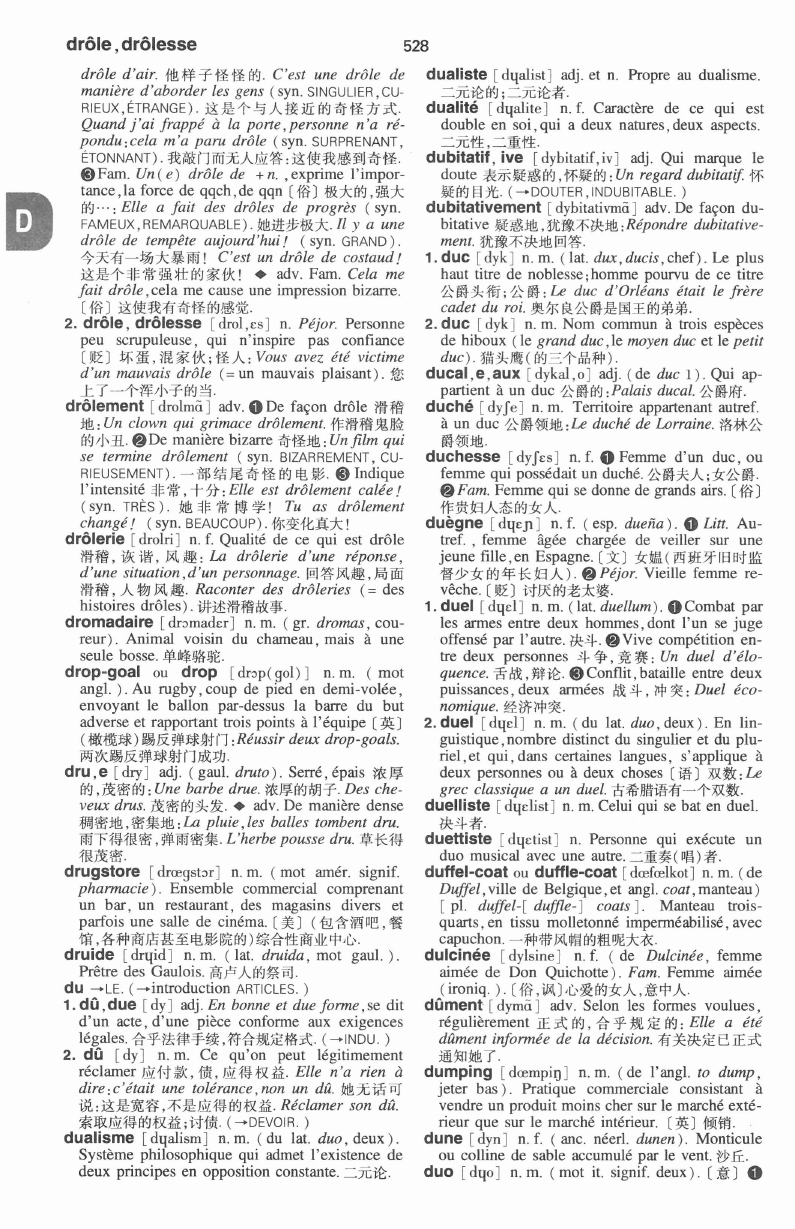 drôle, drôlesse
528
drôle d'air. 他样子怪怪的. C'est une drôle de
manière d'aborder les gens (syn. SINGULIER, CU-
RIEUX, ÉTRANGE). 这是个与人接近的奇怪方式.
Quand j'ai frappé à la porte, personne n'a ré-
pondu; cela m'a paru drôle (syn. SURPRENANT,
ÉTONNANT). 我敲门而无人应答:这使我感到奇怪.
❸ Fam. Un(e) drôle de +n., exprime l'impor-
tance, la force de qqch, de qqn〔俗〕极大的,强大
的…: Elle a fait des drôles de progrès (syn.
FAMEUX, REMARQUABLE). 她进步极大. Il y a une
drôle de tempête aujourd'hui! (syn. GRAND).
今天有一场大暴雨! C'est un drôle de costaud!
这是个非常强壮的家伙! ◆ adv. Fam. Cela me
fait drôle, cela me cause une impression bizarre.
〔俗〕这使我有奇怪的感觉.
2. drôle, drôlesse [drol,ɛs] n. Péjor. Personne
peu scrupuleuse, qui n'inspire pas confiance
〔贬〕坏蛋,混家伙;怪人: Vous avez été victime
d'un mauvais drôle (= un mauvais plaisant). 您
上了一个浑小子的当.
drôlement [drolmɑ̃] adv. ❶ De façon drôle 滑稽
地: Un clown qui grimace drôlement. 作滑稽鬼脸
的小丑. ❷ De manière bizarre 奇怪地: Un film qui
se termine drôlement (syn. BIZARREMENT, CU-
RIEUSEMENT). 一部结尾奇怪的电影. ❸ Indique
l'intensité 非常,十分: Elle est drôlement calée!
(syn. TRÈS). 她非常博学! Tu as drôlement
changé! (syn. BEAUCOUP). 你变化真大!
drôlerie [drolri] n.f. Qualité de ce qui est drôle
滑稽,诙谐,风趣: La drôlerie d'une réponse,
d'une situation, d'un personnage. 回答风趣,局面
滑稽,人物风趣. Raconter des drôleries (= des
histoires drôles). 讲述滑稽故事.
dromadaire [drɔmadɛr] n.m. (gr. dromas, cou-
reur). Animal voisin du chameau, mais à une
seule bosse. 单峰骆驼.
drop-goal ou drop [drɔp(gol)] n.m. (mot
angl.). Au rugby, coup de pied en demi-volée,
envoyant le ballon par-dessus la barre du but
adverse et rapportant trois points à l'équipe〔英〕
(橄榄球)踢反弹球射门: Réussir deux drop-goals.
两次踢反弹球射门成功.
dru,e [dry] adj. (gaul. druto). Serré, épais 浓厚
的,茂密的: Une barbe drue. 浓厚的胡子. Des che-
veux drus. 茂密的头发. ◆ adv. De manière dense
稠密地,密集地: La pluie, les balles tombent dru.
雨下得很密,弹雨密集. L'herbe pousse dru. 草长得
很茂密.
drugstore [drœgstɔr] n.m. (mot amér. signif.
pharmacie). Ensemble commercial comprenant
un bar, un restaurant, des magasins divers et
parfois une salle de cinéma.〔美〕(包含酒吧,餐
馆,各种商店甚至电影院的)综合性商业中心.
druide [drɥid] n.m. (lat. druida, mot gaul.).
Prêtre des Gaulois. 高卢人的祭司.
du →LE. (→introduction ARTICLES.)
1. dû,due [dy] adj. En bonne et due forme, se dit
d'un acte, d'une pièce conforme aux exigences
légales. 合乎法律手续,符合规定格式. (→INDU.)
2. dû [dy] n.m. Ce qu'on peut légitimement
réclamer 应付款,债,应得权益. Elle n'a rien à
dire: c'était une tolérance, non un dû. 她无话可
说:这是宽容,不是应得的权益. Réclamer son dû.
索取应得的权益;讨债. (→DEVOIR.)
dualisme [dɥalism] n.m. (du lat. duo, deux).
Système philosophique qui admet l'existence de
deux principes en opposition constante. 二元论.
D
dualiste [dɥalist] adj. et n. Propre au dualisme.
二元论的;二元论者.
dualité [dɥalite] n.f. Caractère de ce qui est
double en soi, qui a deux natures, deux aspects.
二元性,二重性.
dubitatif, ive [dybitatif,iv] adj. Qui marque le
doute 表示疑惑的,怀疑的: Un regard dubitatif. 怀
疑的目光. (→DOUTER, INDUBITABLE.)
dubitativement [dybitativmɑ̃] adv. De façon du-
bitative 疑惑地,犹豫不决地: Répondre dubitative-
ment. 犹豫不决地回答.
1. duc [dyk] n.m. (lat. dux, ducis, chef). Le plus
haut titre de noblesse; homme pourvu de ce titre
公爵头衔;公爵: Le duc d'Orléans était le frère
cadet du roi. 奥尔良公爵是国王的弟弟.
2. duc [dyk] n.m. Nom commun à trois espèces
de hiboux (le grand duc, le moyen duc et le petit
duc). 猫头鹰(的三个品种).
ducal,e,aux [dykal,o] adj. (de duc 1). Qui ap-
partient à un duc 公爵的: Palais ducal. 公爵府.
duché [dyʃe] n.m. Territoire appartenant autref.
à un duc 公爵领地: Le duché de Lorraine. 洛林公
爵领地.
duchesse [dyʃɛs] n.f. ❶ Femme d'un duc, ou
femme qui possédait un duché. 公爵夫人;女公爵.
❷ Fam. Femme qui se donne de grands airs.〔俗〕
作贵妇人态的女人.
duègne [dɥɛɲ] n.f. (esp. dueña). ❶ Litt. Au-
tref., femme âgée chargée de veiller sur une
jeune fille, en Espagne.〔文〕女媪(西班牙旧时监
督少女的年长妇人). ❷ Péjor. Vieille femme re-
vêche.〔贬〕讨厌的老太婆.
1. duel [dɥɛl] n.m. (lat. duellum). ❶ Combat par
les armes entre deux hommes, dont l'un se juge
offensé par l'autre. 决斗. ❷ Vive compétition en-
tre deux personnes 斗争,竞赛: Un duel d'élo-
quence. 舌战,辩论. ❸ Conflit, bataille entre deux
puissances, deux armées 战斗,冲突: Duel éco-
nomique. 经济冲突.
2. duel [dɥɛl] n.m. (du lat. duo, deux). En lin-
guistique, nombre distinct du singulier et du plu-
riel, et qui, dans certaines langues, s'applique à
deux personnes ou à deux choses〔语〕双数: Le
grec classique a un duel. 古希腊语有一个双数.
duelliste [dɥelist] n.m. Celui qui se bat en duel.
决斗者.
duettiste [dɥetist] n. Personne qui exécute un
duo musical avec une autre. 二重奏(唱)者.
duffel-coat ou duffle-coat [dœfœlkot] n.m. (de
Duffel, ville de Belgique, et angl. coat, manteau)
[pl. duffel-[duffle-] coats]. Manteau trois-
quarts, en tissu molletonné imperméabilisé, avec
capuchon. 一种带风帽的粗呢大衣.
dulcinée [dylsine] n.f. (de Dulcinée, femme
aimée de Don Quichotte). Fam. Femme aimée
(ironiq.).〔俗,讽〕心爱的女人,意中人.
dûment [dymɑ̃] adv. Selon les formes voulues,
régulièrement 正式的,合乎规定的: Elle a été
dûment informée de la décision. 有关决定已正式
通知她了.
dumping [dœmpiŋ] n.m. (de l'angl. to dump,
jeter bas). Pratique commerciale consistant à
vendre un produit moins cher sur le marché exté-
rieur que sur le marché intérieur.〔英〕倾销.
dune [dyn] n.f. (anc. néerl. dunen). Monticule
ou colline de sable accumulé par le vent. 沙丘.
duo [dɥo] n.m. (mot it. signif. deux).〔意〕❶